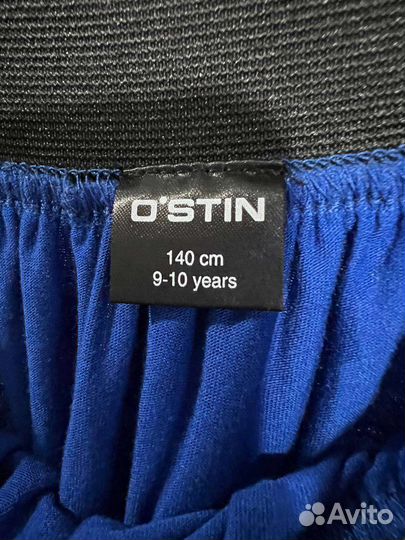 O'STIN
140 cm
9-10 years
Avito